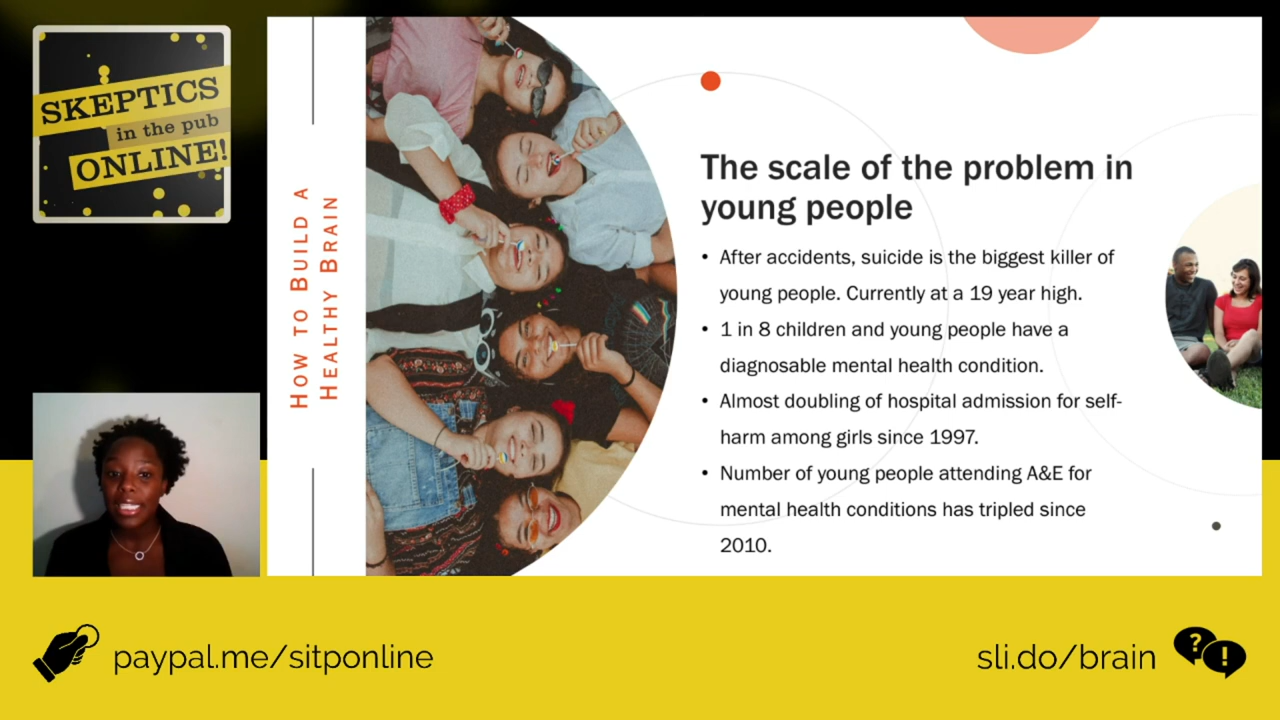 SKEPTICS
in the pub
ONLINE!
HOW TO BUILD A
HEALTHY BRAIN
The scale of the problem in
young people
• After accidents, suicide is the biggest killer of
young people. Currently at a 19 year high.
• 1 in 8 children and young people have a
diagnosable mental health condition.
• Almost doubling of hospital admission for self-
harm among girls since 1997.
• Number of young people attending A&E for
mental health conditions has tripled since
2010.
paypal.me/sitponline
sli.do/brain
? !